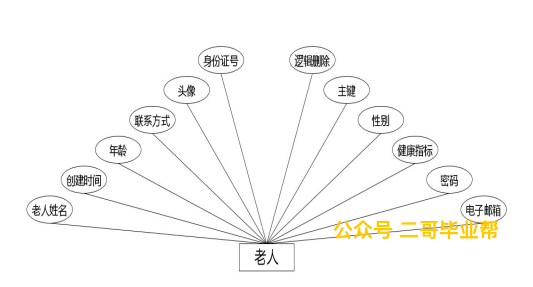 身份证号
逻辑删除
头像
主键
联系方式
性别
年龄
健康指标
创建时间
密码
老人姓名
电子邮箱
公众号 二哥毕业帮
老人